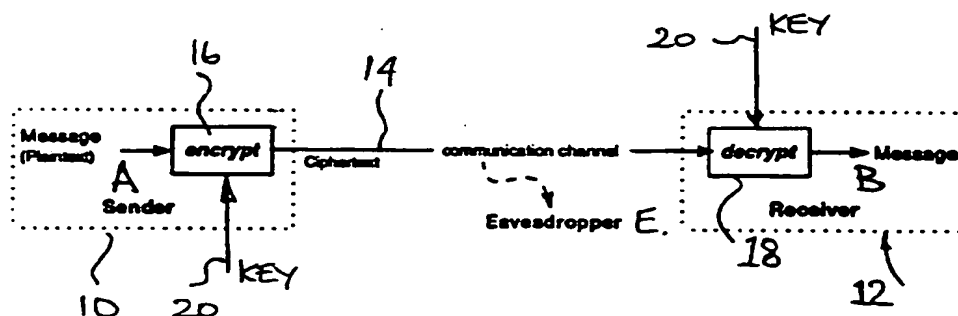 20 KEY
16
14
Message
(Plaintext)
encrypt
Ciphertext
communication channel
decrypt
Message
A
B
Sender
Eavesdropper E.
Receiver
10
20 KEY
18
12